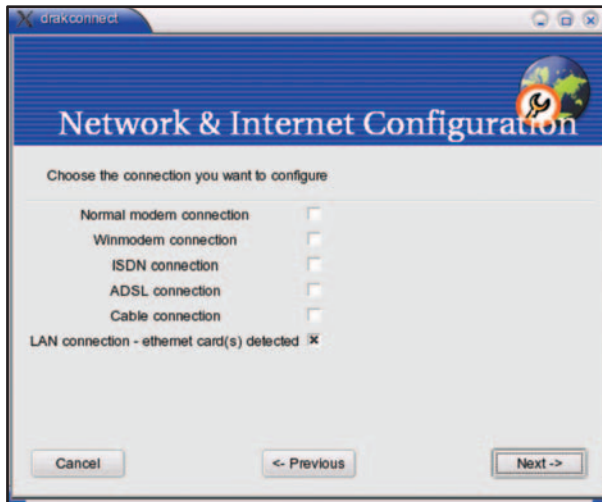 drakconnect
Network & Internet Configuration
Choose the connection you want to configure
Normal modem connection
Winmodem connection
ISDN connection
ADSL connection
Cable connection
LAN connection - ethernet card(s) detected
Cancel
<- Previous
Next ->